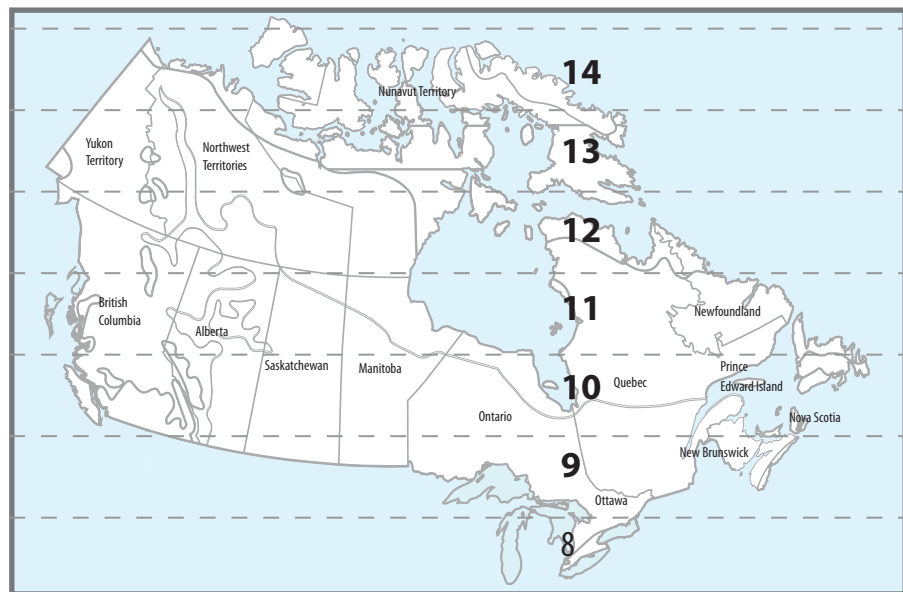 14
Nunavut Territory
13
Yukon
Territory
Northwest
Territories
12
11
British
Columbia
Newfoundland
Alberta
Saskatchewan
Manitoba
Prince
Edward Island
10
Quebec
Ontario
Nova Scotia
New Brunswick
9
Ottawa
8